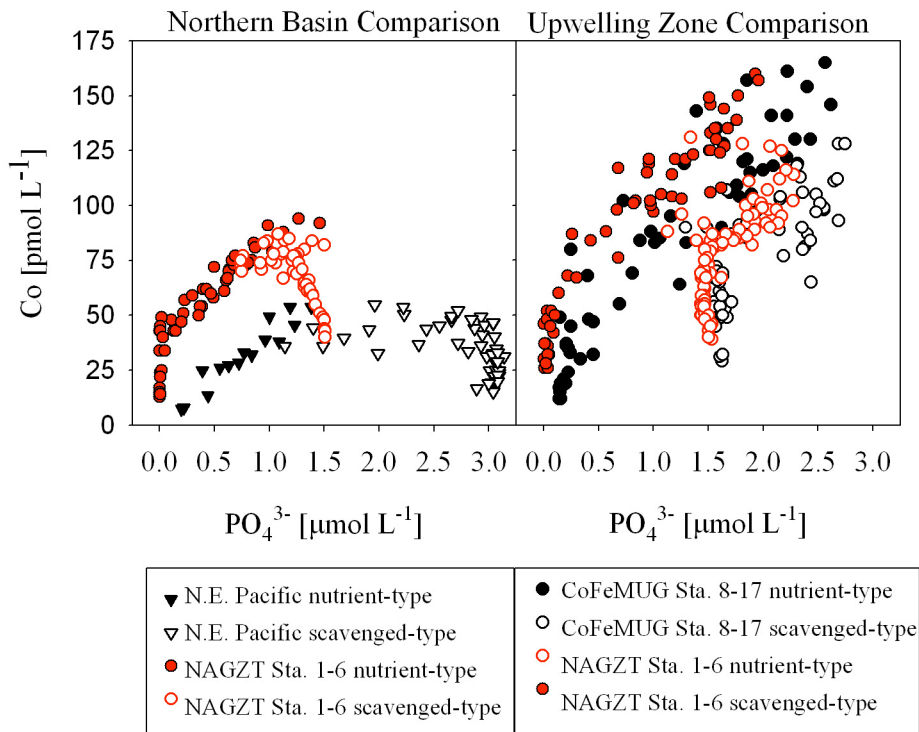 Northern Basin Comparison
Upwelling Zone Comparison
Co [pmol L⁻¹]
175
150
125
100
75
50
25
0
0.0 0.5 1.0 1.5 2.0 2.5 3.0
0.0 0.5 1.0 1.5 2.0 2.5 3.0
PO₄³⁻ [µmol L⁻¹]
PO₄³⁻ [µmol L⁻¹]
N.E. Pacific nutrient-type
N.E. Pacific scavenged-type
NAGZT Sta. 1-6 nutrient-type
NAGZT Sta. 1-6 scavenged-type
CoFeMUG Sta. 8-17 nutrient-type
CoFeMUG Sta. 8-17 scavenged-type
NAGZT Sta. 1-6 nutrient-type
NAGZT Sta. 1-6 scavenged-type